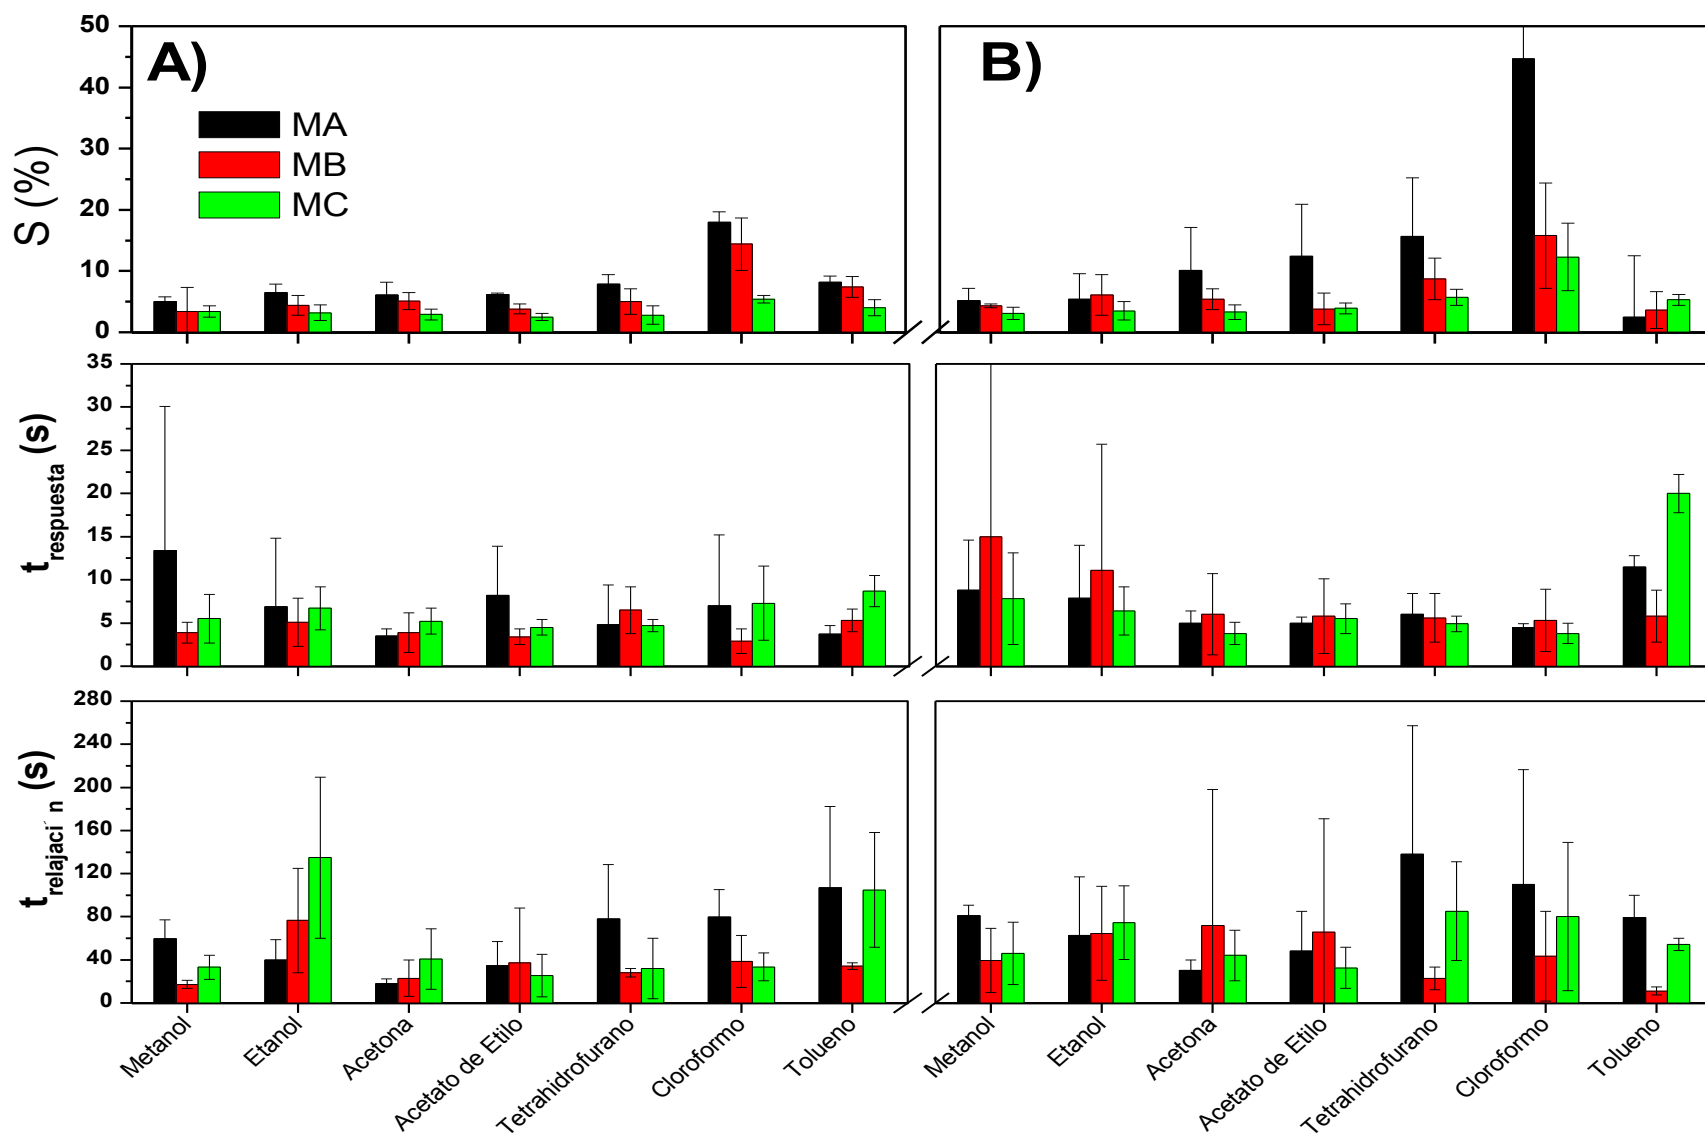 A)
B)
MA
MB
MC
S (%)
50
40
30
20
10
0
t respuesta (s)
35
30
25
20
15
10
5
0
t relajaci´ n (s)
280
240
200
160
120
80
40
0
Metanol
Etanol
Acetona
Acetato de Etilo
Tetrahidrofurano
Cloroformo
Tolueno
Metanol
Etanol
Acetona
Acetato de Etilo
Tetrahidrofurano
Cloroformo
Tolueno